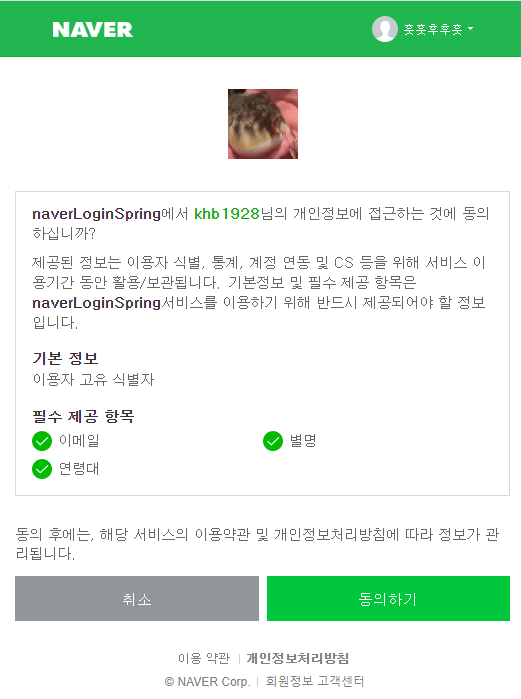 NAVER
훗훗후후훗
naverLoginSpring에서 khb1928님의 개인정보에 접근하는 것에 동의
하십니까?
제공된 정보는 이용자 식별, 통계, 계정 연동 및 CS 등을 위해 서비스 이
용기간 동안 활용/보관됩니다. 기본정보 및 필수 제공 항목은
naverLoginSpring서비스를 이용하기 위해 반드시 제공되어야 할 정보
입니다.
기본 정보
이용자 고유 식별자
필수 제공 항목
이메일 별명
연령대
동의 후에는, 해당 서비스의 이용약관 및 개인정보처리방침에 따라 정보가 관
리됩니다.
취소 동의하기
이용 약관 | 개인정보처리방침
© NAVER Corp. | 회원정보 고객센터